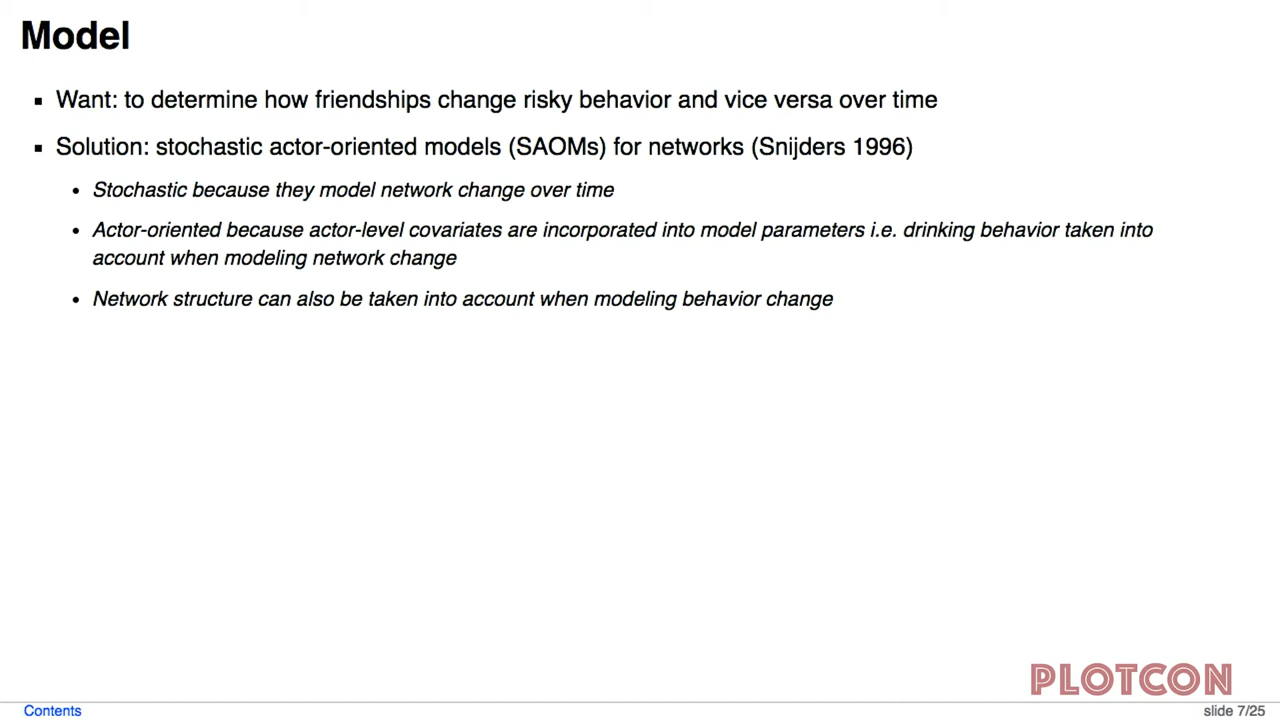 Model
Want: to determine how friendships change risky behavior and vice versa over time
Solution: stochastic actor-oriented models (SAOMs) for networks (Snijders 1996)
Stochastic because they model network change over time
Actor-oriented because actor-level covariates are incorporated into model parameters i.e. drinking behavior taken into
account when modeling network change
Network structure can also be taken into account when modeling behavior change
PLOTCON
Contents
slide 7/25